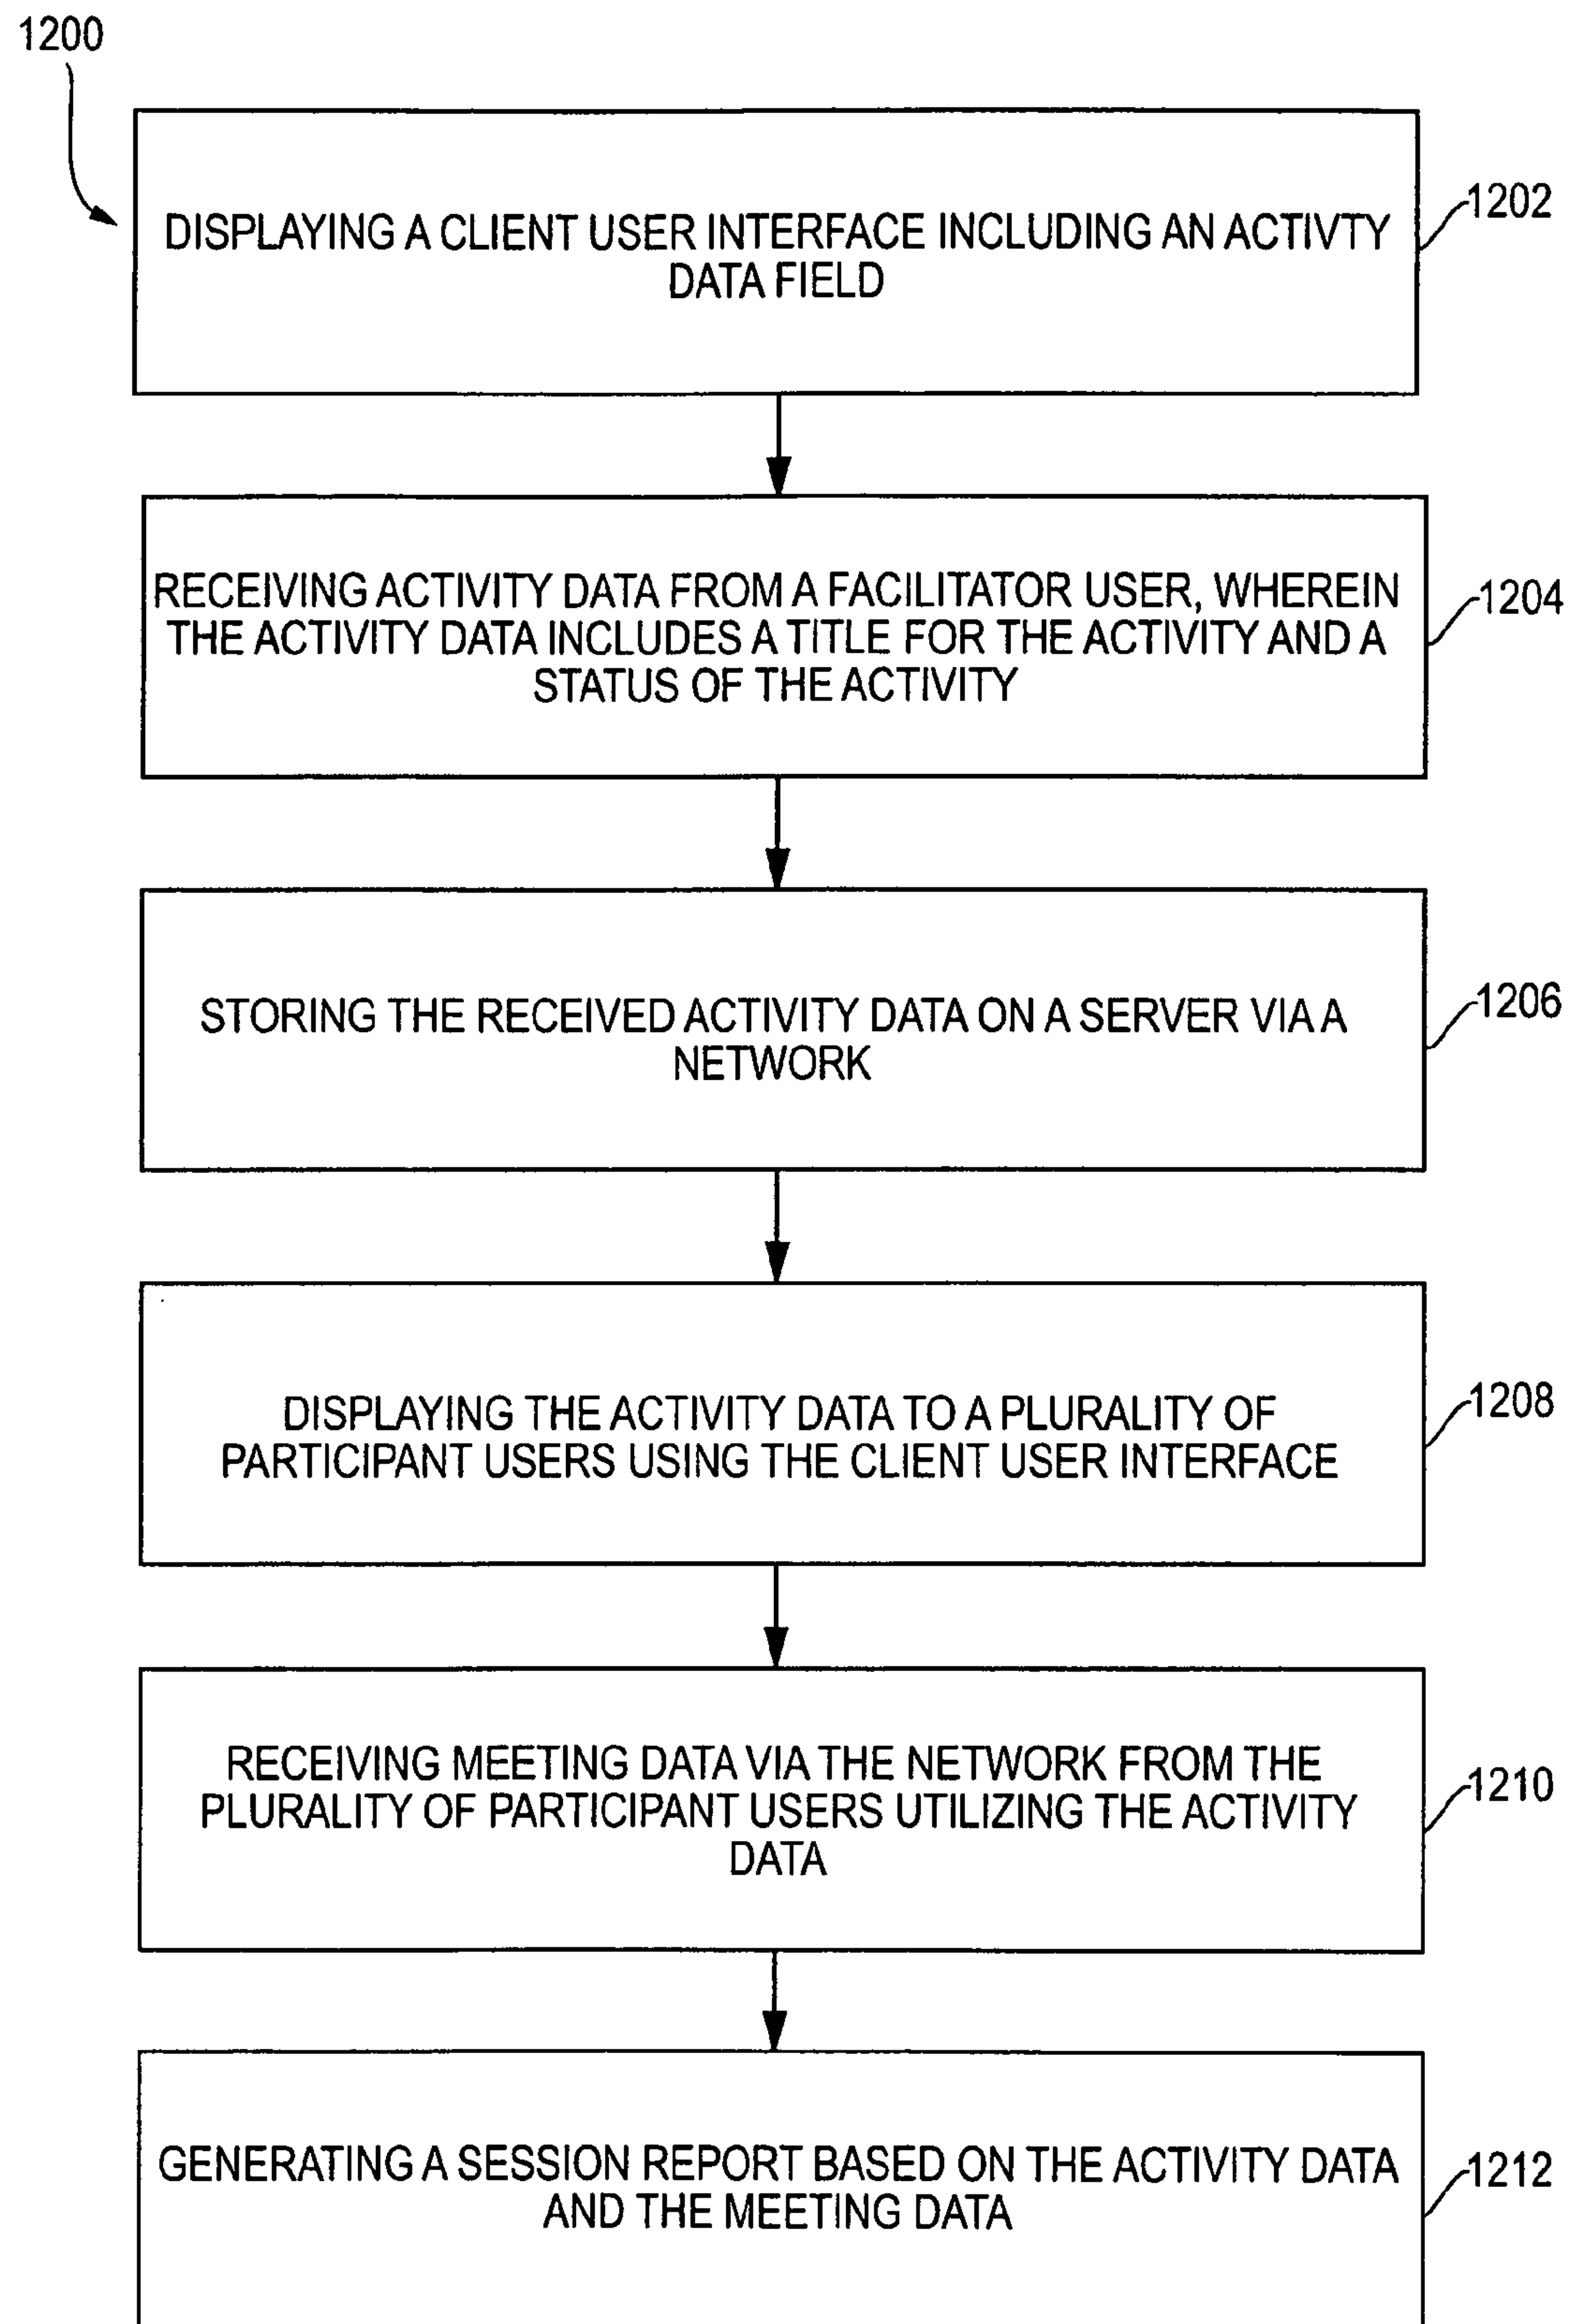 1200
DISPLAYING A CLIENT USER INTERFACE INCLUDING AN ACTIVTY
DATA FIELD
1202
RECEIVING ACTIVITY DATA FROM A FACILITATOR USER, WHEREIN
THE ACTIVITY DATA INCLUDES A TITLE FOR THE ACTIVITY AND A
STATUS OF THE ACTIVITY
1204
STORING THE RECEIVED ACTIVITY DATA ON A SERVER VIA A
NETWORK
1206
DISPLAYING THE ACTIVITY DATA TO A PLURALITY OF
PARTICIPANT USERS USING THE CLIENT USER INTERFACE
1208
RECEIVING MEETING DATA VIA THE NETWORK FROM THE
PLURALITY OF PARTICIPANT USERS UTILIZING THE ACTIVITY
DATA
1210
GENERATING A SESSION REPORT BASED ON THE ACTIVITY DATA
AND THE MEETING DATA
1212